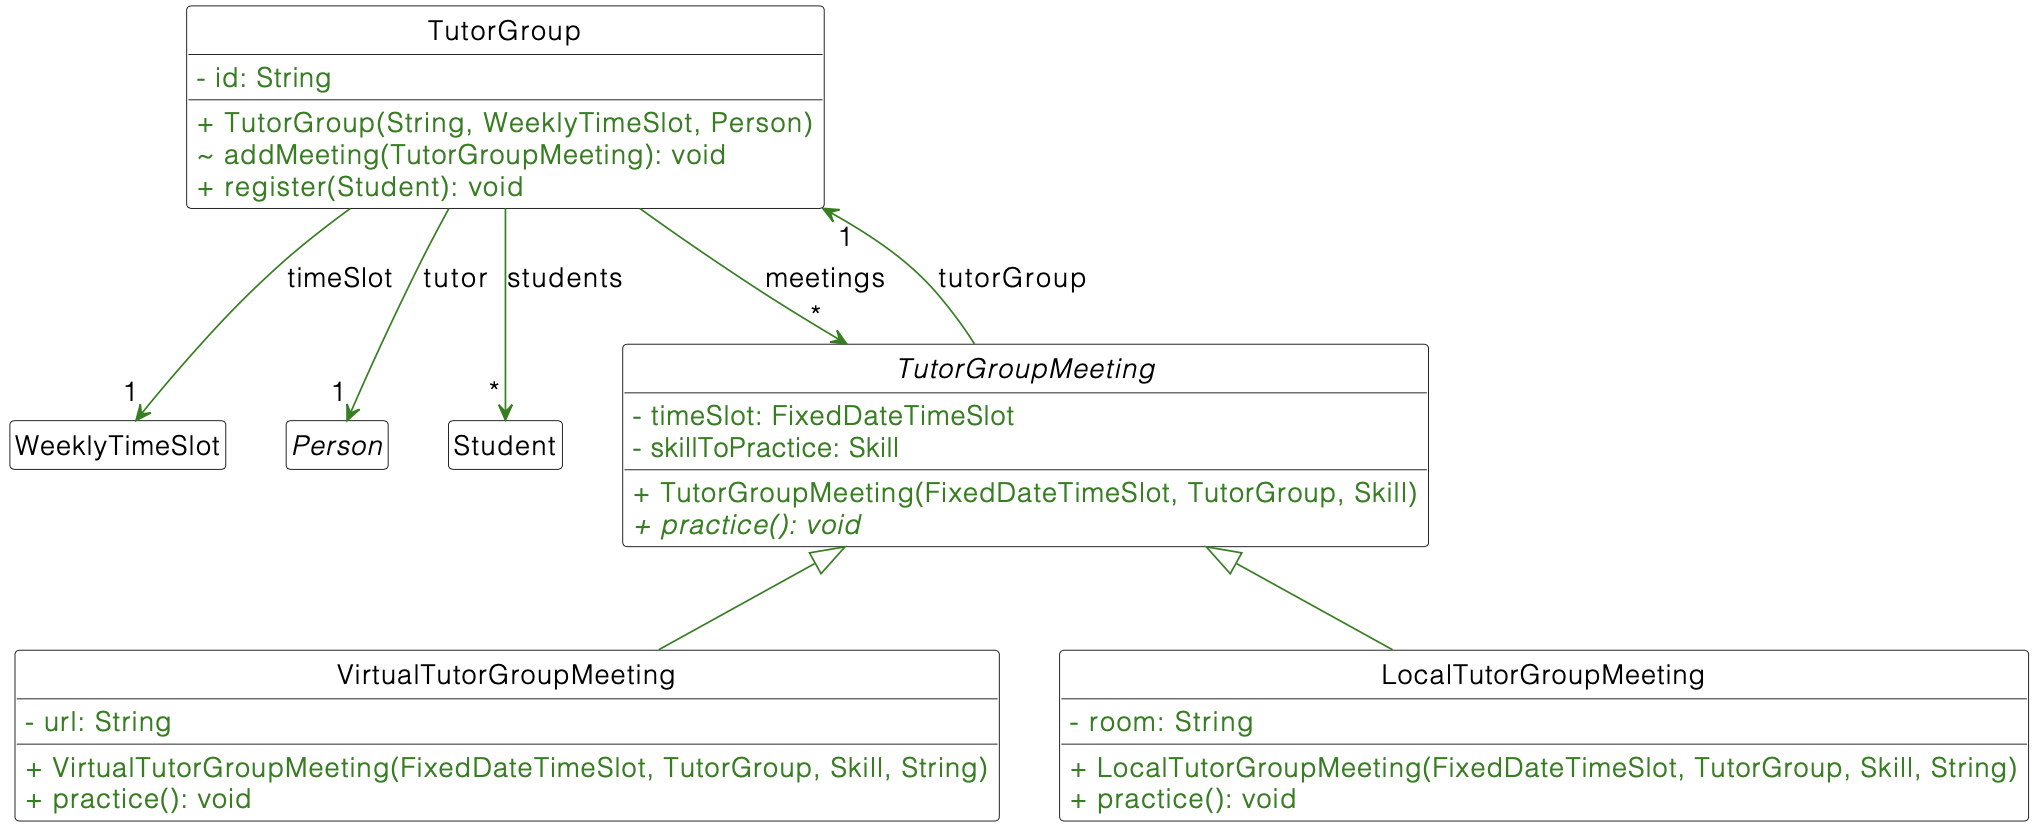 TutorGroup
- id: String
+ TutorGroup(String, WeeklyTimeSlot, Person)
~ addMeeting(TutorGroupMeeting): void
+ register(Student): void
1
timeSlot
tutor
students
meetings
tutorGroup
*
1
1
*
WeeklyTimeSlot
Person
Student
TutorGroupMeeting
- timeSlot: FixedDateTimeSlot
- skillToPractice: Skill
+ TutorGroupMeeting(FixedDateTimeSlot, TutorGroup, Skill)
+ practice(): void
VirtualTutorGroupMeeting
- url: String
+ VirtualTutorGroupMeeting(FixedDateTimeSlot, TutorGroup, Skill, String)
+ practice(): void
LocalTutorGroupMeeting
- room: String
+ LocalTutorGroupMeeting(FixedDateTimeSlot, TutorGroup, Skill, String)
+ practice(): void